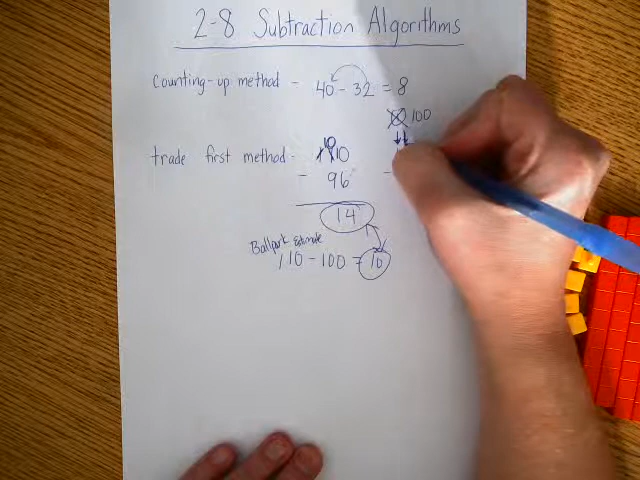 2-8 Subtraction Algorithms
counting-up method - 40 - 32 = 8
100
10
trade first method - 110
- 96
14
Ballpark Estimate
110 - 100 = 10